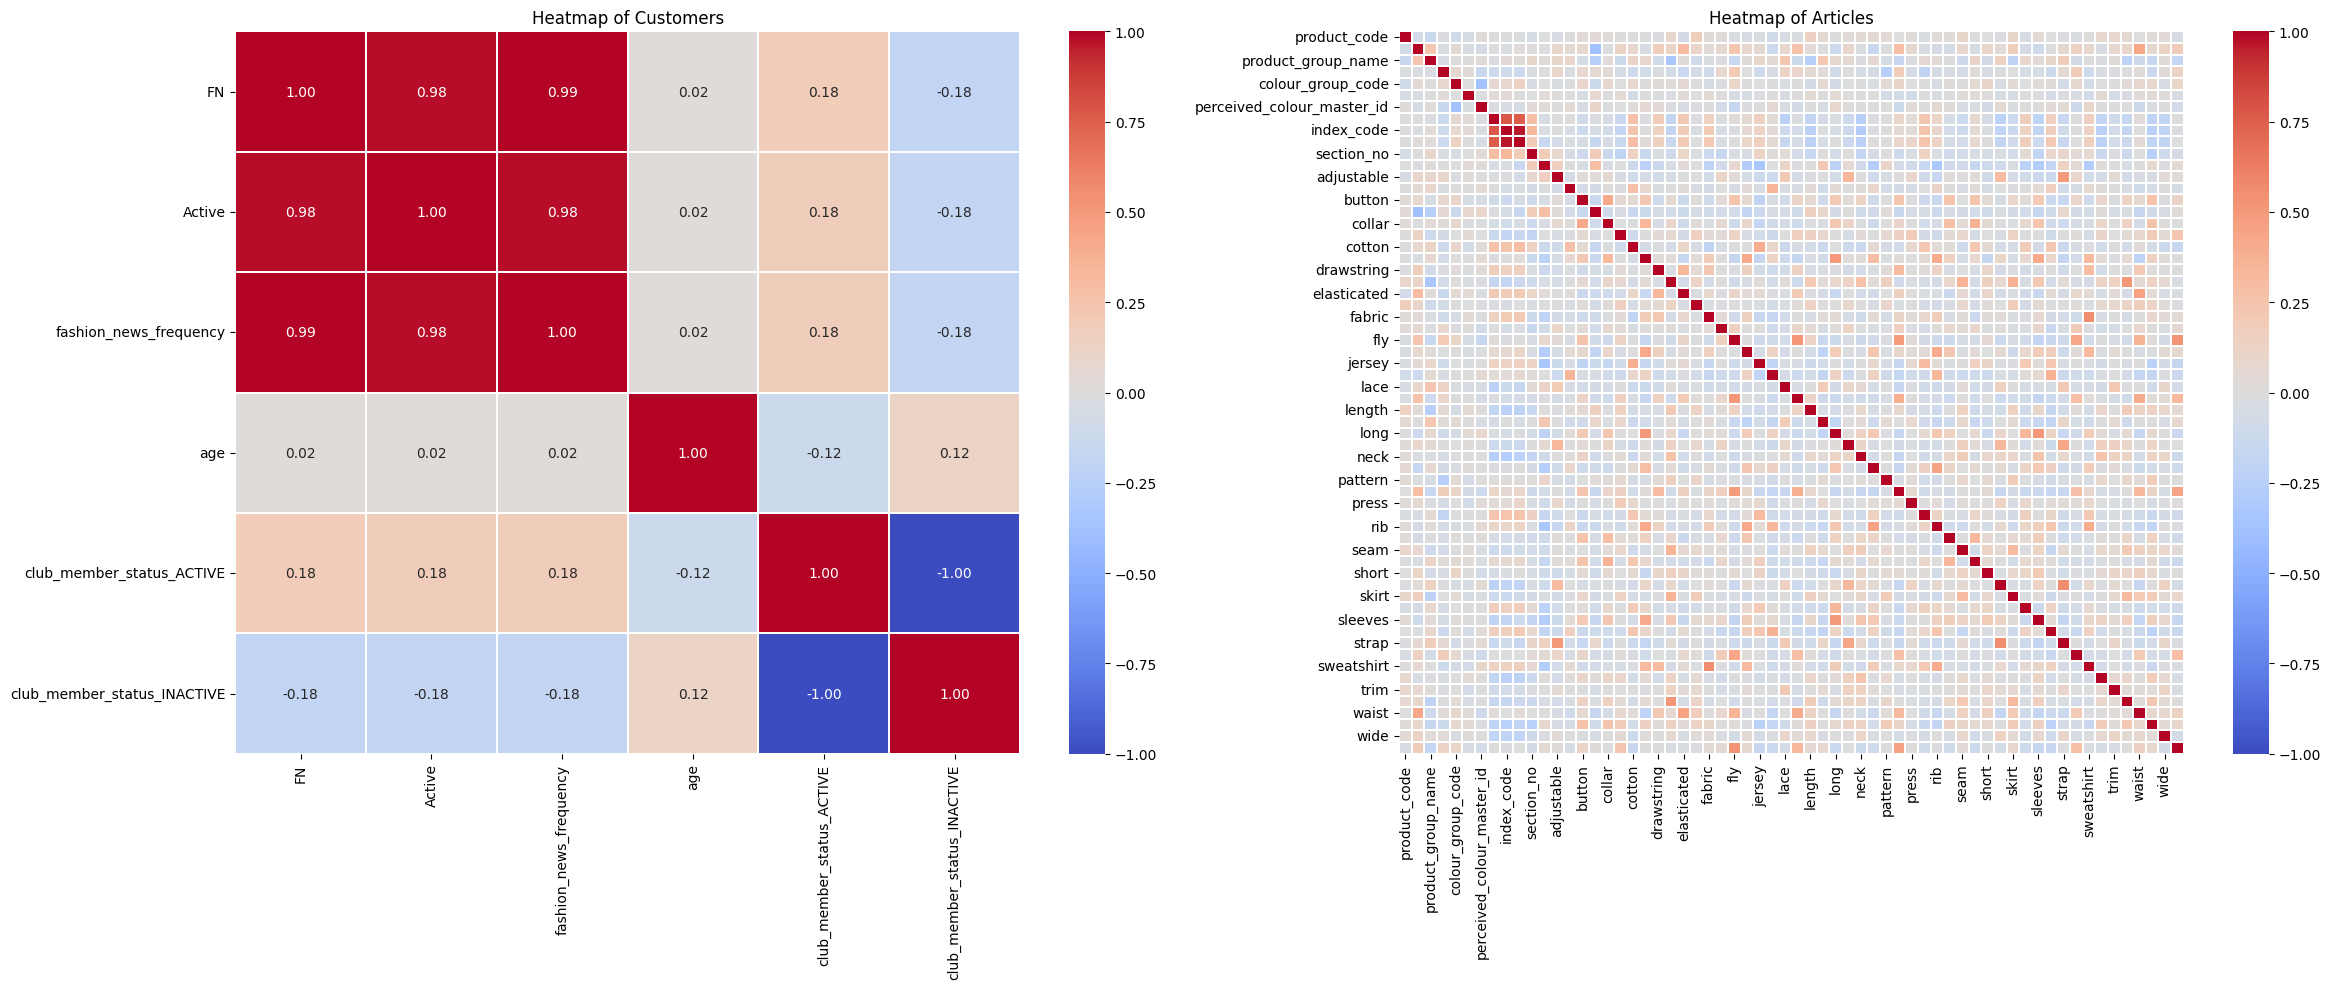 Heatmap of Customers
FN
Active
fashion_news_frequency
age
club_member_status_ACTIVE
club_member_status_INACTIVE
1.00 0.98 0.99 0.02 0.18 -0.18
0.98 1.00 0.98 0.02 0.18 -0.18
0.99 0.98 1.00 0.02 0.18 -0.18
0.02 0.02 0.02 1.00 -0.12 0.12
0.18 0.18 0.18 -0.12 1.00 -1.00
-0.18 -0.18 -0.18 0.12 -1.00 1.00
FN
Active
fashion_news_frequency
age
club_member_status_ACTIVE
club_member_status_INACTIVE
1.00
0.75
0.50
0.25
0.00
−0.25
−0.50
−0.75
−1.00
Heatmap of Articles
product_code
product_group_name
colour_group_code
perceived_colour_master_id
index_code
section_no
adjustable
button
collar
cotton
drawstring
elasticated
fabric
fly
jersey
lace
length
long
neck
pattern
press
rib
seam
short
skirt
sleeves
strap
sweatshirt
trim
waist
wide
product_code
product_group_name
colour_group_code
perceived_colour_master_id
index_code
section_no
adjustable
button
collar
cotton
drawstring
elasticated
fabric
fly
jersey
lace
length
long
neck
pattern
press
rib
seam
short
skirt
sleeves
strap
sweatshirt
trim
waist
wide
1.00
0.75
0.50
0.25
0.00
−0.25
−0.50
−0.75
−1.00